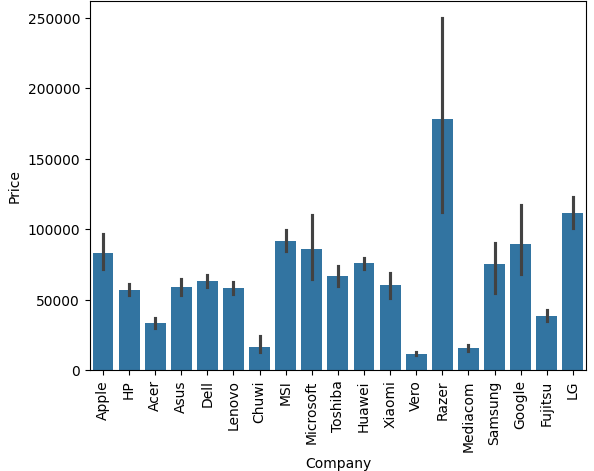 250000
200000
150000
100000
50000
0
Price
Apple
HP
Acer
Asus
Dell
Lenovo
Chuwi
MSI
Microsoft
Toshiba
Huawei
Xiaomi
Vero
Razer
Mediacom
Samsung
Google
Fujitsu
LG
Company